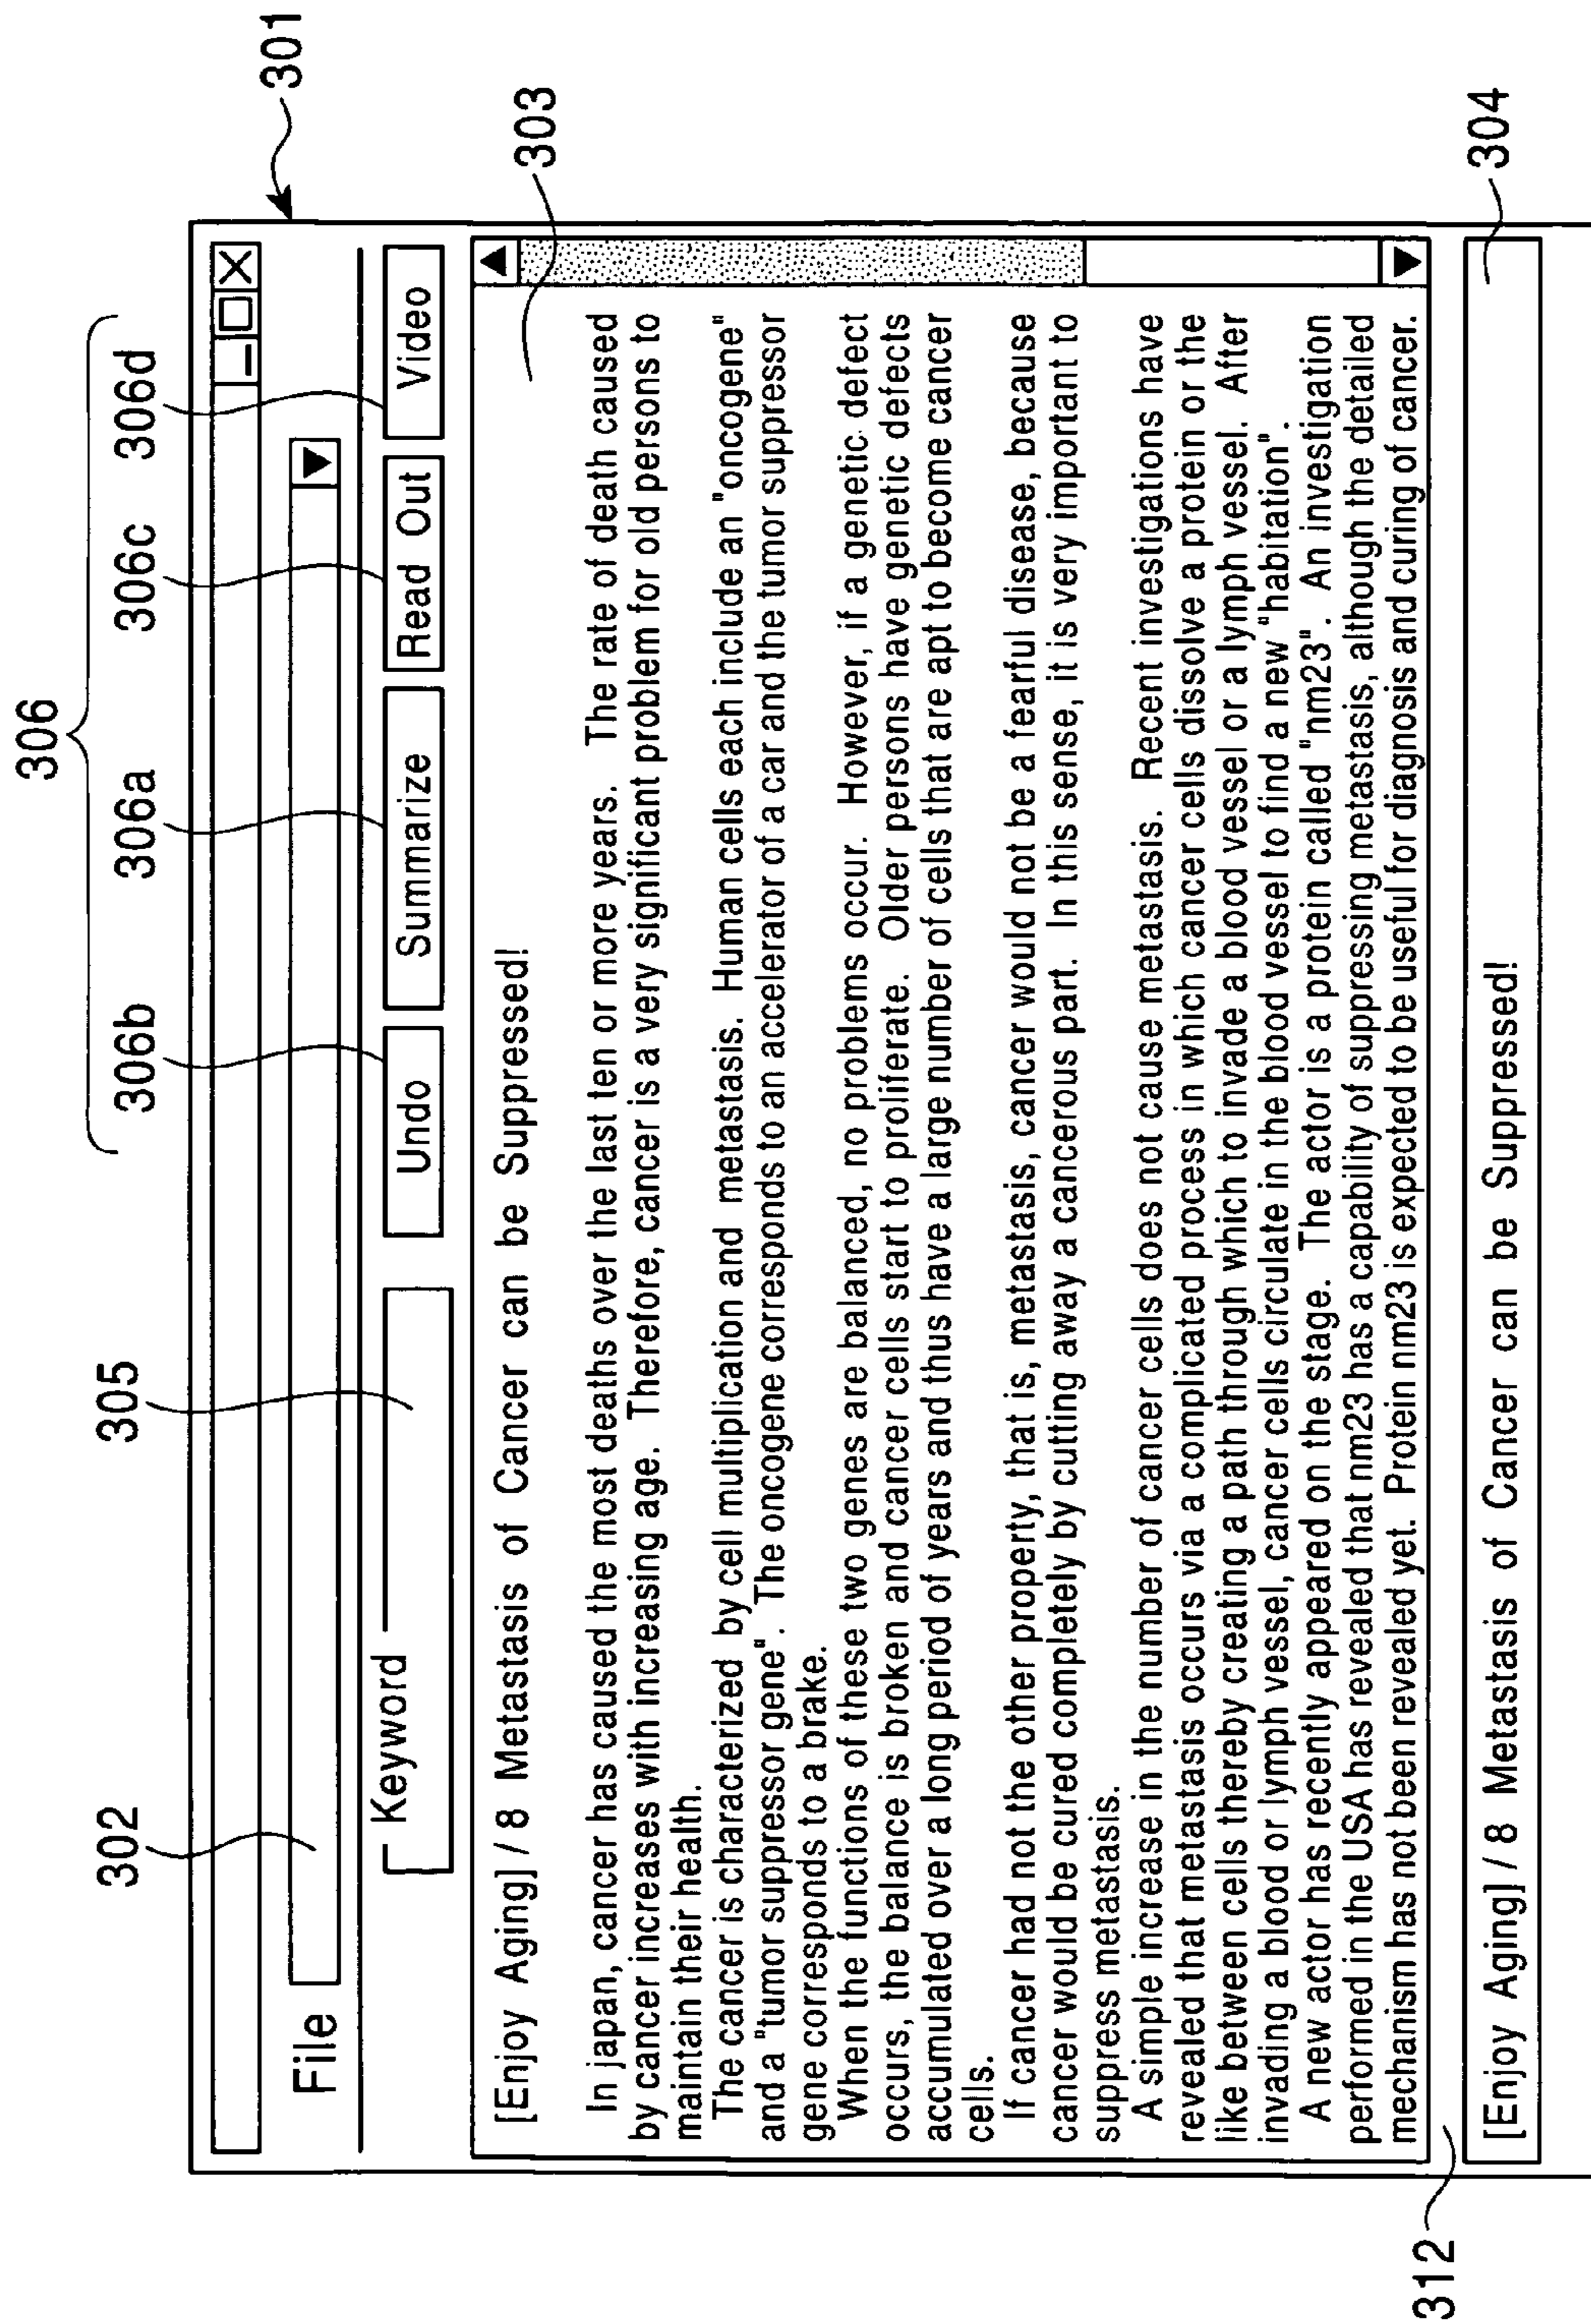 306
305
306b
306a
306c
306d
302
301
File
Keyword
Undo
Summarize
Read Out
Video
303
[Enjoy Aging] / 8 Metastasis of Cancer can be Suppressed!
In japan, cancer has caused the most deaths over the last ten or more years. The rate of death caused
by cancer increases with increasing age. Therefore, cancer is a very significant problem for old persons to
maintain their health.
The cancer is characterized by cell multiplication and metastasis. Human cells each include an "oncogene"
and a "tumor suppressor gene". The oncogene corresponds to an accelerator of a car and the tumor suppressor
gene corresponds to a brake.
When the functions of these two genes are balanced, no problems occur. However, if a genetic defect
occurs, the balance is broken and cancer cells start to proliferate. Older persons have genetic defects
accumulated over a long period of years and thus have a large number of cells that are apt to become cancer
cells.
If cancer had not the other property, that is, metastasis, cancer would not be a fearful disease, because
cancer would be cured completely by cutting away a cancerous part. In this sense, it is very important to
suppress metastasis.
A simple increase in the number of cancer cells does not cause metastasis. Recent investigations have
revealed that metastasis occurs via a complicated process in which cancer cells dissolve a protein or the
like between cells thereby creating a path through which to invade a blood vessel or a lymph vessel. After
invading a blood or lymph vessel, cancer cells circulate in the blood vessel to find a new "habitation".
A new actor has recently appeared on the stage. The actor is a protein called "nm23". An investigation
performed in the USA has revealed that nm23 has a capability of suppressing metastasis, although the detailed
mechanism has not been revealed yet. Protein nm23 is expected to be useful for diagnosis and curing of cancer.
312
[Enjoy Aging] / 8 Metastasis of Cancer can be Suppressed!
304